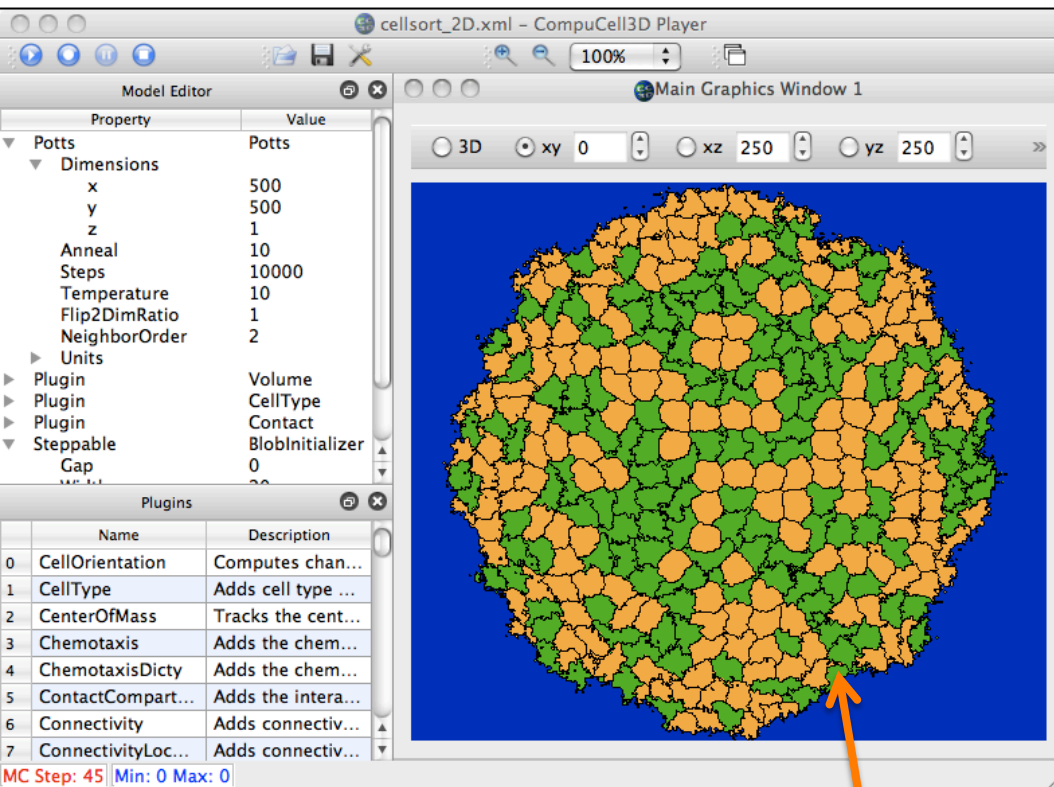 cellsort_2D.xml – CompuCell3D Player
100%
Model Editor
Property Value
Potts Potts
Dimensions
x 500
y 500
z 1
Anneal 10
Steps 10000
Temperature 10
Flip2DimRatio 1
NeighborOrder 2
Units
Plugin Volume
Plugin CellType
Plugin Contact
Steppable BlobInitializer
Gap 0
Plugins
Name Description
0 CellOrientation Computes chan...
1 CellType Adds cell type ...
2 CenterOfMass Tracks the cent...
3 Chemotaxis Adds the chem...
4 ChemotaxisDicty Adds the chem...
5 ContactCompart... Adds the intera...
6 Connectivity Adds connectiv...
7 ConnectivityLoc... Adds connectiv...
Main Graphics Window 1
3D xy 0 xz 250 yz 250 »
MC Step: 45 Min: 0 Max: 0